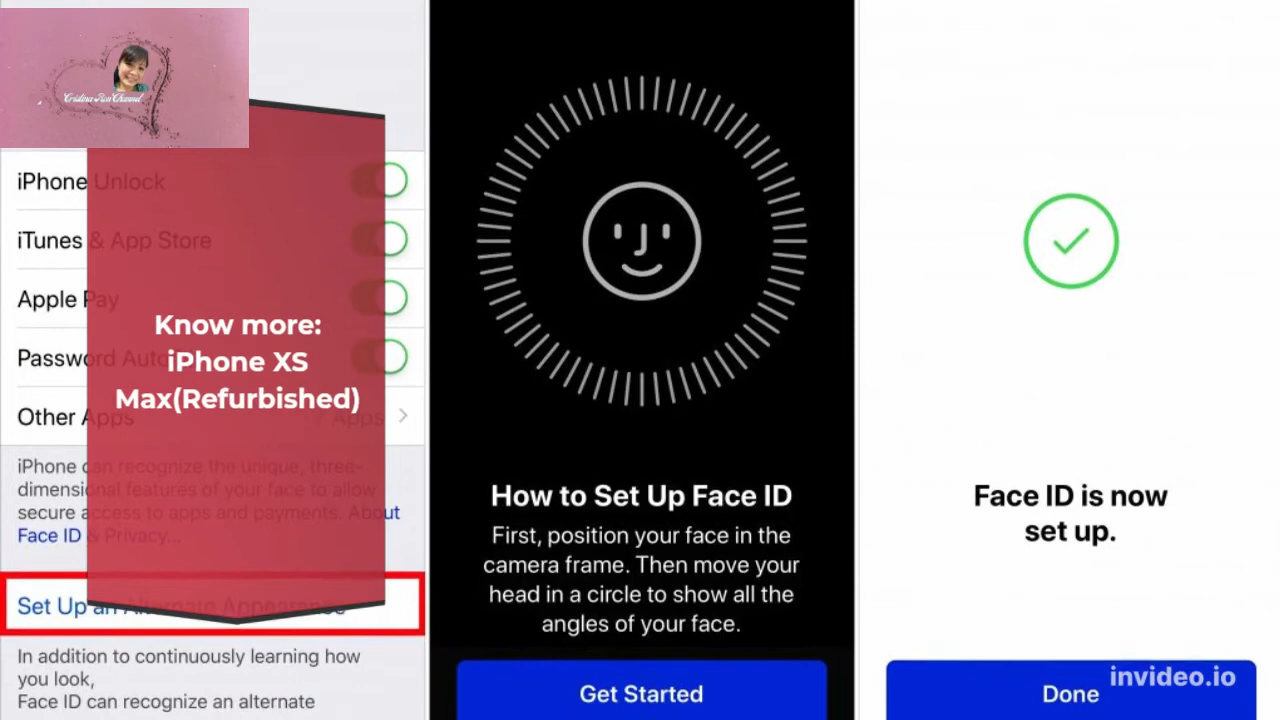 Cristina Ron Channel
iPhone Unlock
iTunes & App Store
Apple Pay
Password Auto
Other Apps
Apps
iPhone can recognize the unique, three-
dimensional features of your face to allow
secure access to apps and payments. About
Face ID & Privacy...
Set Up an Alternate Appearance
In addition to continuously learning how
you look,
Face ID can recognize an alternate
Know more:
iPhone XS
Max(Refurbished)
How to Set Up Face ID
First, position your face in the
camera frame. Then move your
head in a circle to show all the
angles of your face.
Get Started
Face ID is now
set up.
Done
invideo.io